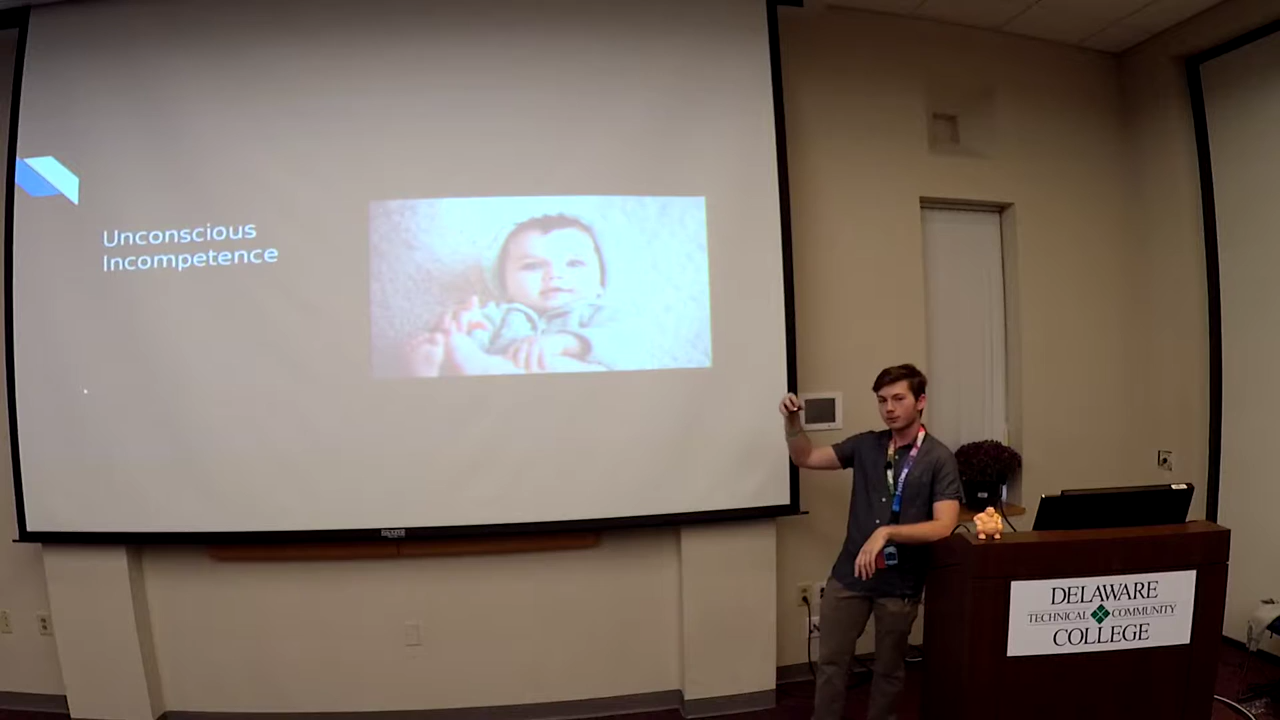 Unconscious
Incompetence
DELAWARE
TECHNICAL COMMUNITY
COLLEGE